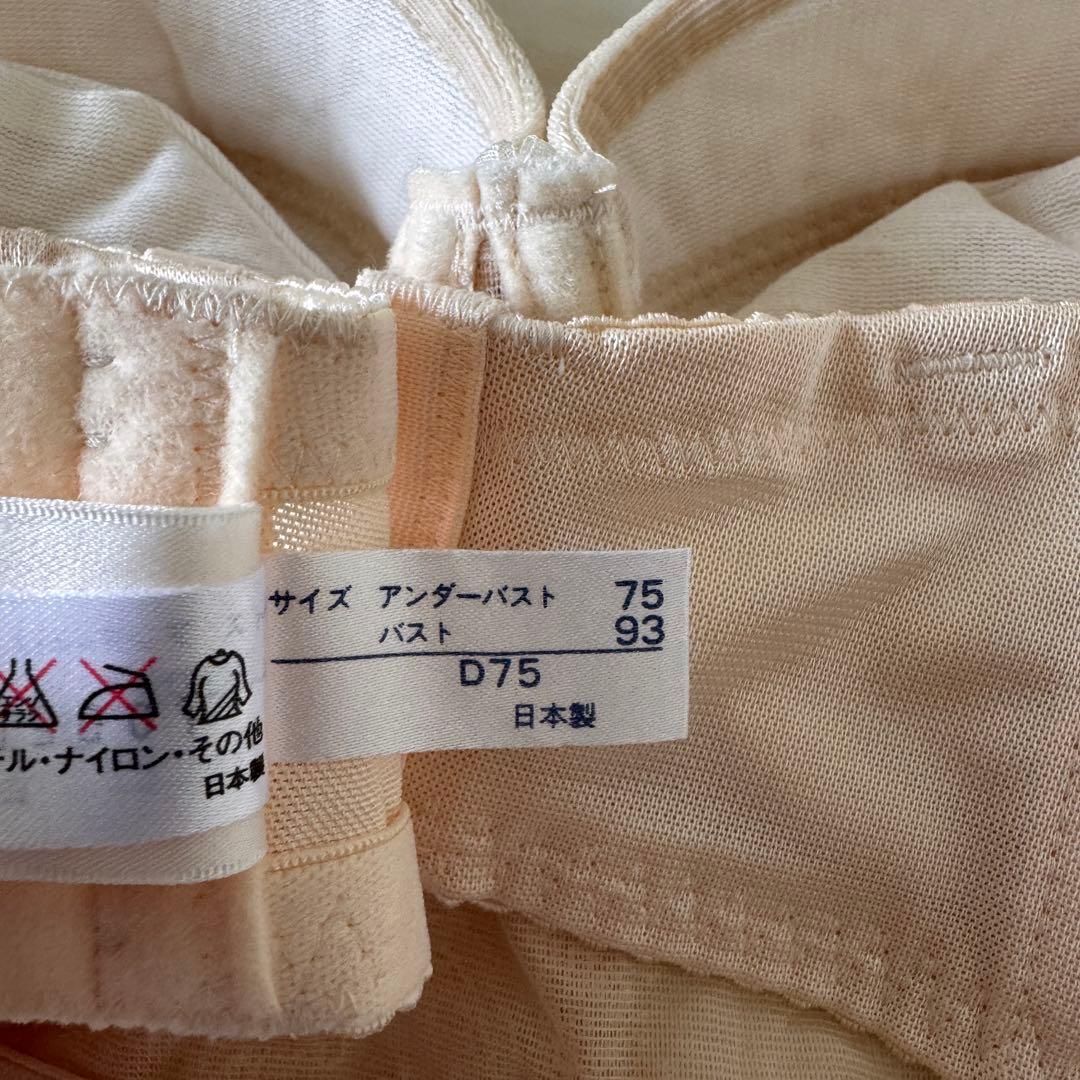 サイズ アンダーバスト 75
バスト 93
D75
日本製
ル・ナイロン・その他
日本製